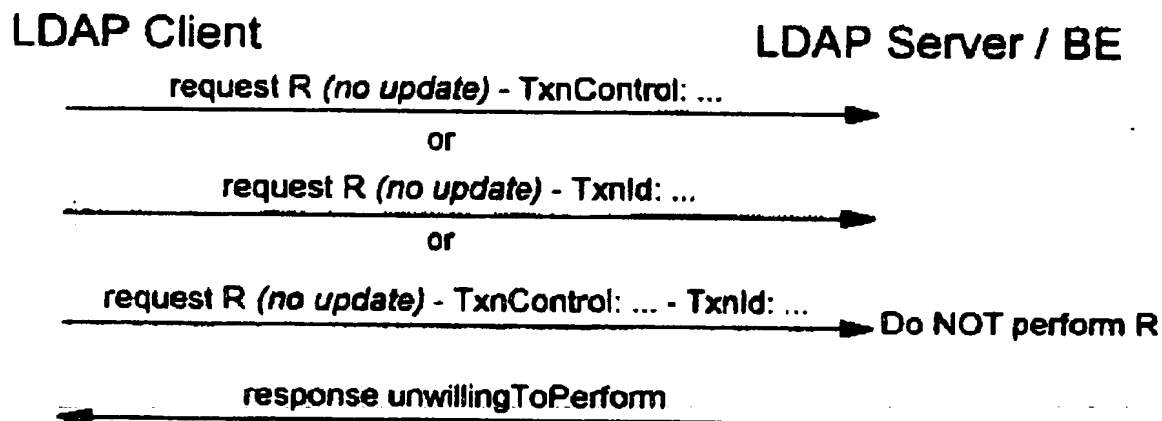 LDAP Client
LDAP Server / BE
request R (no update) - TxnControl: ...
or
request R (no update) - TxnId: ...
or
request R (no update) - TxnControl: ... - TxnId: ...
Do NOT perform R
response unwillingToPerform